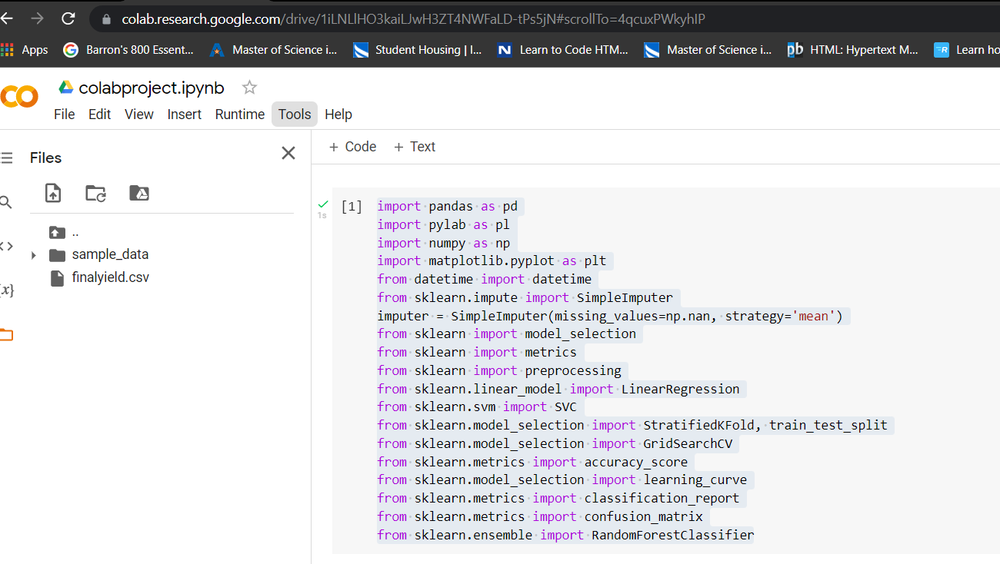 colab.research.google.com/drive/1iLNLlHO3kaiLJwH3ZT4NWFaLD-tPs5jN#scrollTo=4qcuxPWkyhIP
Apps Barron's 800 Essent... Master of Science i... Student Housing | I... Learn to Code HTM... Master of Science i... HTML: Hypertext M... Learn ho
colabproject.ipynb
File Edit View Insert Runtime Tools Help
Files
+ Code + Text
..
sample_data
finalyield.csv
{x}
[1]
1s
import pandas as pd
import pylab as pl
import numpy as np
import matplotlib.pyplot as plt
from datetime import datetime
from sklearn.impute import SimpleImputer
imputer = SimpleImputer(missing_values=np.nan, strategy='mean')
from sklearn import model_selection
from sklearn import metrics
from sklearn import preprocessing
from sklearn.linear_model import LinearRegression
from sklearn.svm import SVC
from sklearn.model_selection import StratifiedKFold, train_test_split
from sklearn.model_selection import GridSearchCV
from sklearn.metrics import accuracy_score
from sklearn.model_selection import learning_curve
from sklearn.metrics import classification_report
from sklearn.metrics import confusion_matrix
from sklearn.ensemble import RandomForestClassifier